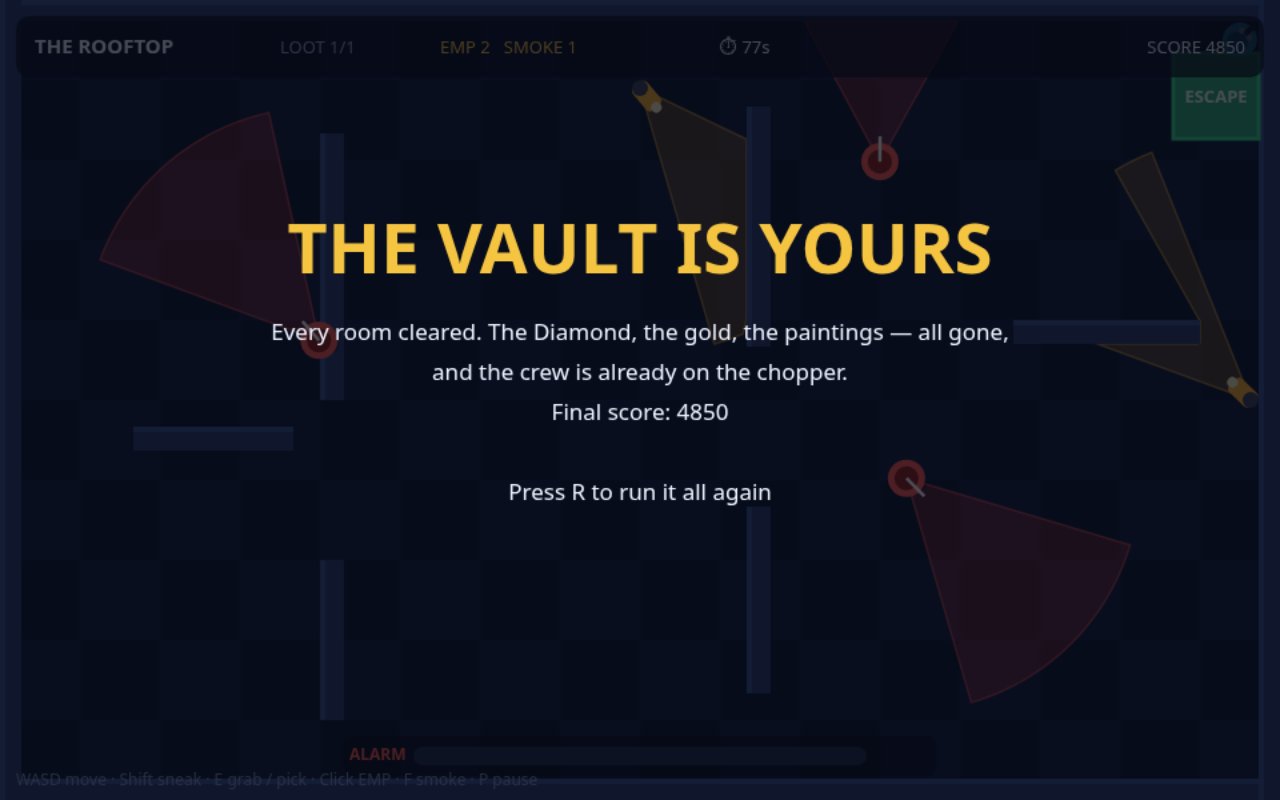 THE ROOFTOP LOOT 1/1 EMP 2 SMOKE 1 ⏱ 77s SCORE 4850
ESCAPE
THE VAULT IS YOURS
Every room cleared. The Diamond, the gold, the paintings — all gone,
and the crew is already on the chopper.
Final score: 4850
Press R to run it all again
ALARM
WASD move · Shift sneak · E grab / pick · Click EMP · F smoke · P pause